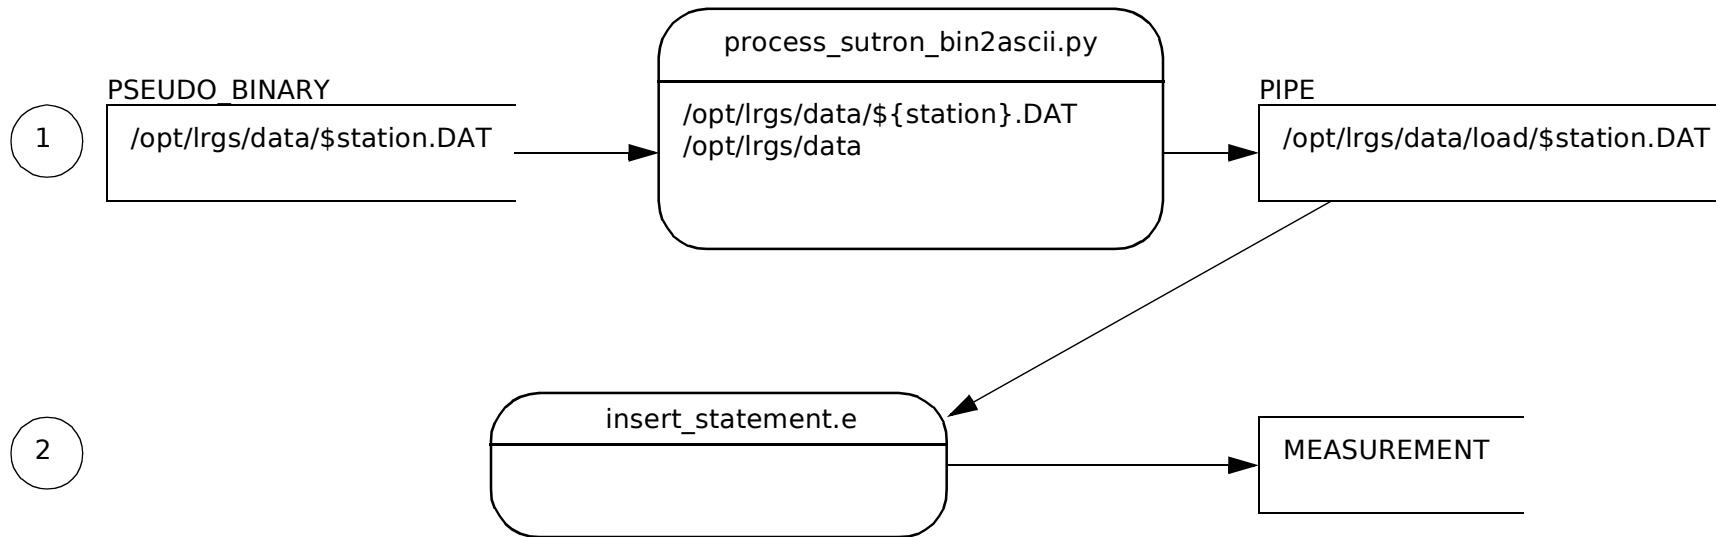 process_sutron_bin2ascii.py
PSEUDO_BINARY
PIPE
1
/opt/lrgs/data/$station.DAT
/opt/lrgs/data/${station}.DAT
/opt/lrgs/data
/opt/lrgs/data/load/$station.DAT
insert_statement.e
2
MEASUREMENT